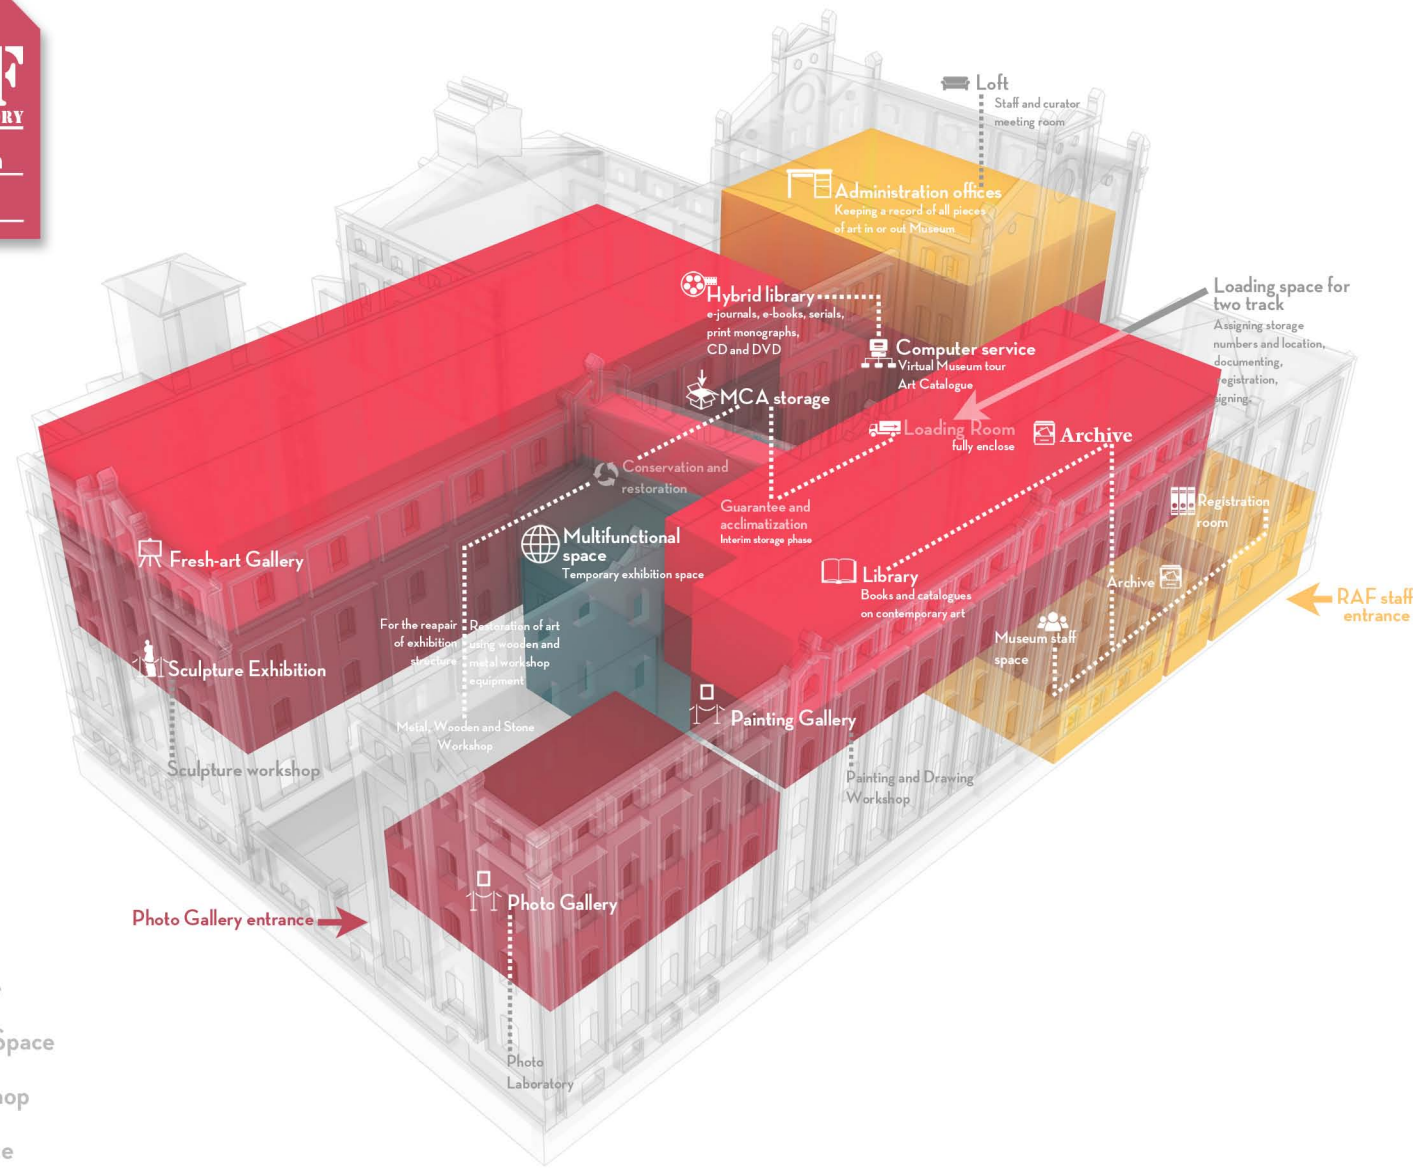 F
RY
Loft
Staff and curator
meeting room
Administration offices
Keeping a record of all pieces
of art in or out Museum
Hybrid library
e-journals, e-books, serials,
print monographs,
CD and DVD
Computer service
Virtual Museum tour
Art Catalogue
Loading space for
two track
Assigning storage
numbers and location,
documenting,
registration,
signing.
MCA storage
Loading Room
fully enclose
Archive
Conservation and
restoration
Guarantee and
acclimatization
Interim storage phase
Registration
room
Multifunctional
space
Temporary exhibition space
Fresh-art Gallery
Library
Books and catalogues
on contemporary art
Archive
RAF staff
entrance
For the reapair
of exhibition
structure
Restoration of art
using wooden and
metal workshop
equipment
Museum staff
space
Sculpture Exhibition
Painting Gallery
Metal, Wooden and Stone
Workshop
Sculpture workshop
Painting and Drawing
Workshop
Photo Gallery
Photo Gallery entrance
Space
Photo
Laboratory